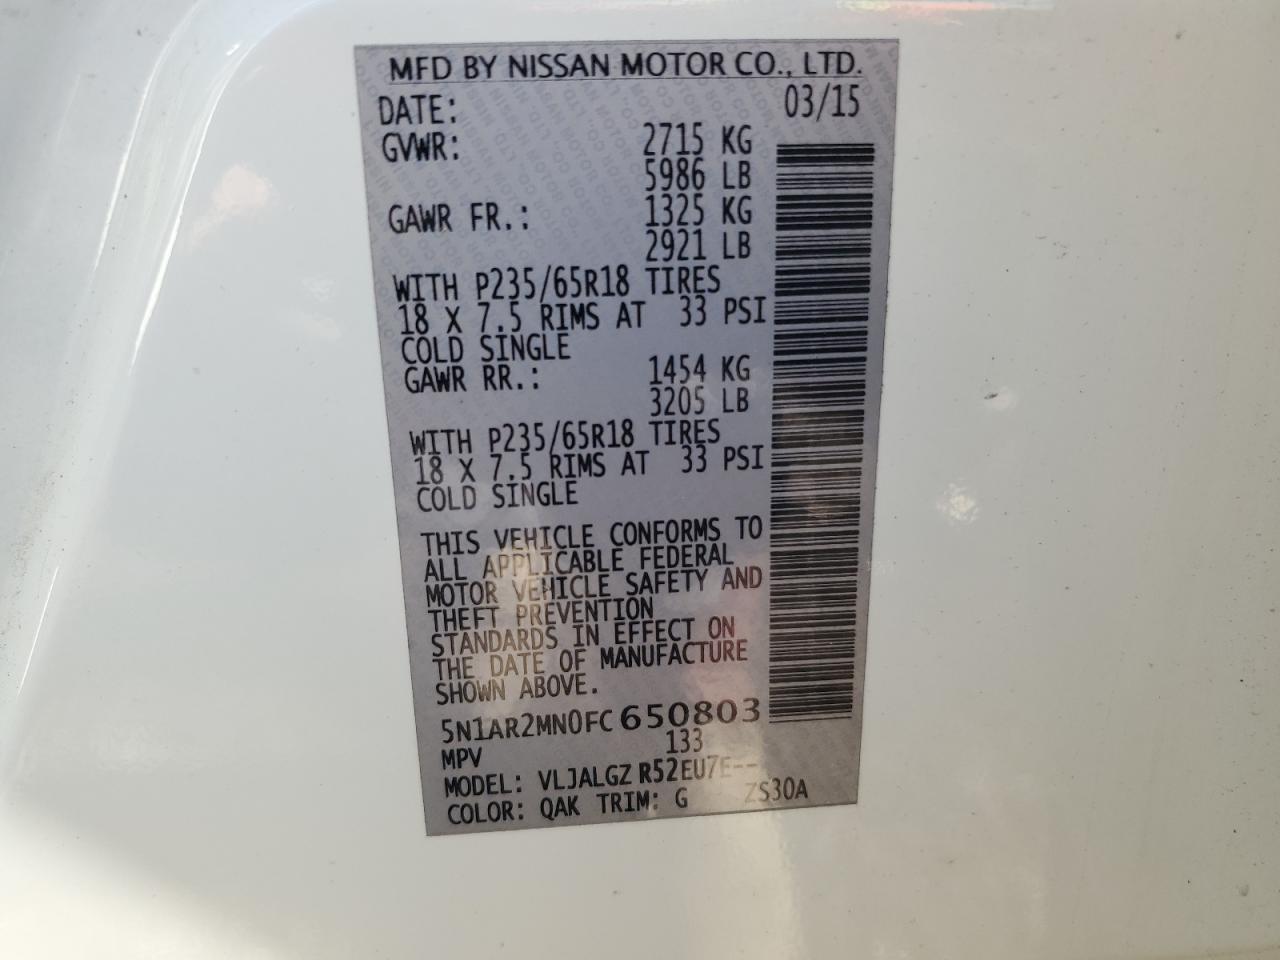 MFD BY NISSAN MOTOR CO., LTD.
DATE: 03/15
GVWR: 2715 KG
5986 LB
GAWR FR.: 1325 KG
2921 LB
WITH P235/65R18 TIRES
18 X 7.5 RIMS AT 33 PSI
COLD SINGLE
GAWR RR.: 1454 KG
3205 LB
WITH P235/65R18 TIRES
18 X 7.5 RIMS AT 33 PSI
COLD SINGLE
THIS VEHICLE CONFORMS TO
ALL APPLICABLE FEDERAL
MOTOR VEHICLE SAFETY AND
THEFT PREVENTION
STANDARDS IN EFFECT ON
THE DATE OF MANUFACTURE
SHOWN ABOVE.
5N1AR2MN0FC650803
MPV 133
MODEL: VLJALGZ R52EU7E--
COLOR: QAK TRIM: G ZS30A